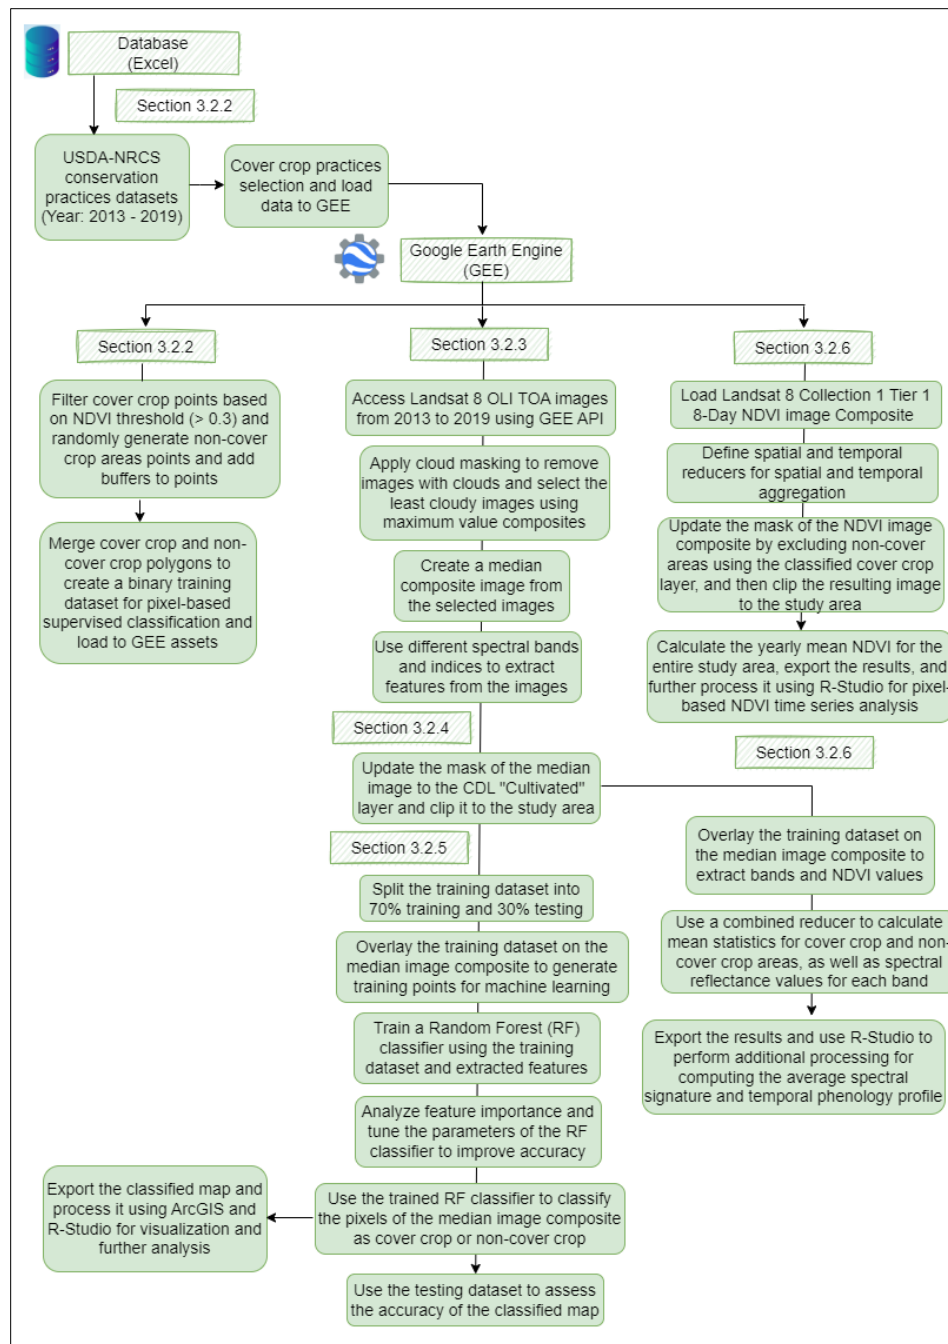 Database
(Excel)
Section 3.2.2
USDA-NRCS
conservation
practices datasets
(Year: 2013 - 2019)
Cover crop practices
selection and load
data to GEE
Google Earth Engine
(GEE)
Section 3.2.2
Filter cover crop points based
on NDVI threshold (> 0.3) and
randomly generate non-cover
crop areas points and add
buffers to points
Merge cover crop and non-
cover crop polygons to
create a binary training
dataset for pixel-based
supervised classification and
load to GEE assets
Section 3.2.3
Access Landsat 8 OLI TOA images
from 2013 to 2019 using GEE API
Apply cloud masking to remove
images with clouds and select the
least cloudy images using
maximum value composites
Create a median
composite image from
the selected images
Use different spectral bands
and indices to extract
features from the images
Section 3.2.4
Update the mask of the median
image to the CDL "Cultivated"
layer and clip it to the study area
Section 3.2.5
Split the training dataset into
70% training and 30% testing
Overlay the training dataset on the
median image composite to generate
training points for machine learning
Train a Random Forest (RF)
classifier using the training
dataset and extracted features
Analyze feature importance and
tune the parameters of the RF
classifier to improve accuracy
Use the trained RF classifier to classify
the pixels of the median image composite
as cover crop or non-cover crop
Export the classified map and
process it using ArcGIS and
R-Studio for visualization and
further analysis
Use the testing dataset to assess
the accuracy of the classified map
Section 3.2.6
Load Landsat 8 Collection 1 Tier 1
8-Day NDVI image Composite
Define spatial and temporal
reducers for spatial and temporal
aggregation
Update the mask of the NDVI image
composite by excluding non-cover
areas using the classified cover crop
layer, and then clip the resulting
image to the study area
Calculate the yearly mean NDVI for the
entire study area, export the results, and
further process it using R-Studio for pixel-
based NDVI time series analysis
Section 3.2.6
Overlay the training dataset on
the median image composite to
extract bands and NDVI values
Use a combined reducer to calculate
mean statistics for cover crop and non-
cover crop areas, as well as spectral
reflectance values for each band
Export the results and use R-Studio to
perform additional processing for
computing the average spectral
signature and temporal phenology profile